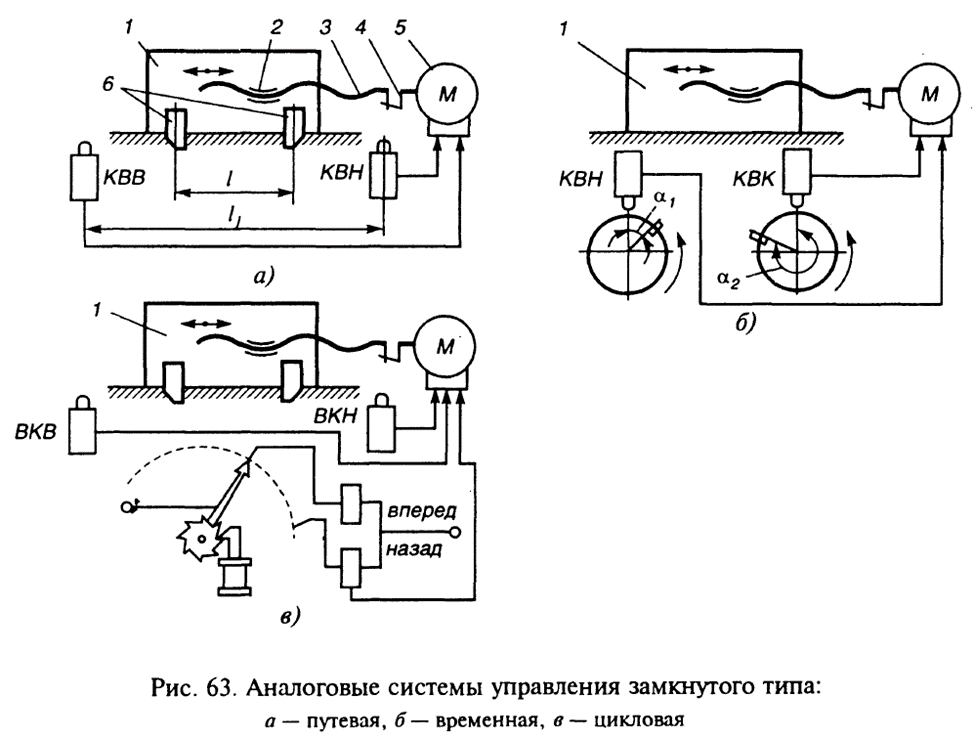 1 2 3 4 5
6
М
КВВ
КВН
l
l₁
а)
1
М
КВН
КВК
α₁
α₂
б)
1
М
ВКВ
ВКН
вперед
назад
в)
Рис. 63. Аналоговые системы управления замкнутого типа:
а — путевая, б — временная, в — цикловая